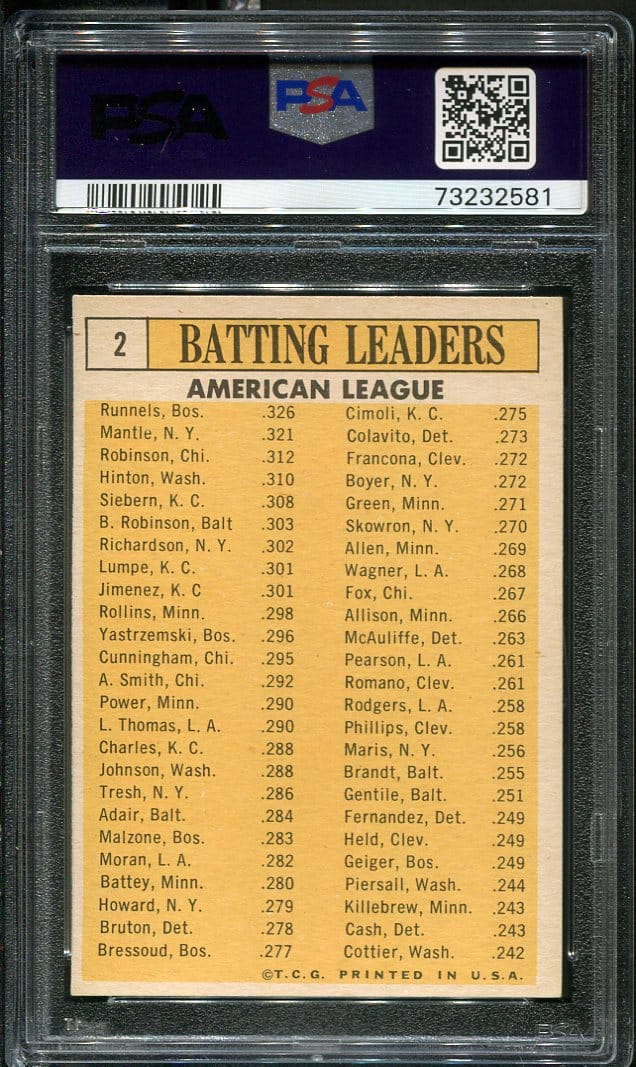 PSA
PSA
73232581
2 BATTING LEADERS
AMERICAN LEAGUE
Runnels, Bos. .326
Mantle, N. Y. .321
Robinson, Chi. .312
Hinton, Wash. .310
Siebern, K. C. .308
B. Robinson, Balt .303
Richardson, N. Y. .302
Lumpe, K. C. .301
Jimenez, K. C .301
Rollins, Minn. .298
Yastrzemski, Bos. .296
Cunningham, Chi. .295
A. Smith, Chi. .292
Power, Minn. .290
L. Thomas, L. A. .290
Charles, K. C. .288
Johnson, Wash. .288
Tresh, N. Y. .286
Adair, Balt. .284
Malzone, Bos. .283
Moran, L. A. .282
Battey, Minn. .280
Howard, N. Y. .279
Bruton, Det. .278
Bressoud, Bos. .277
Cimoli, K. C. .275
Colavito, Det. .273
Francona, Clev. .272
Boyer, N. Y. .272
Green, Minn. .271
Skowron, N. Y. .270
Allen, Minn. .269
Wagner, L. A. .268
Fox, Chi. .267
Allison, Minn. .266
McAuliffe, Det. .263
Pearson, L. A. .261
Romano, Clev. .261
Rodgers, L. A. .258
Phillips, Clev. .258
Maris, N. Y. .256
Brandt, Balt. .255
Gentile, Balt. .251
Fernandez, Det. .249
Held, Clev. .249
Geiger, Bos. .249
Piersall, Wash. .244
Killebrew, Minn. .243
Cash, Det. .243
Cottier, Wash. .242
©T.C.G. PRINTED IN U.S.A.
PSA